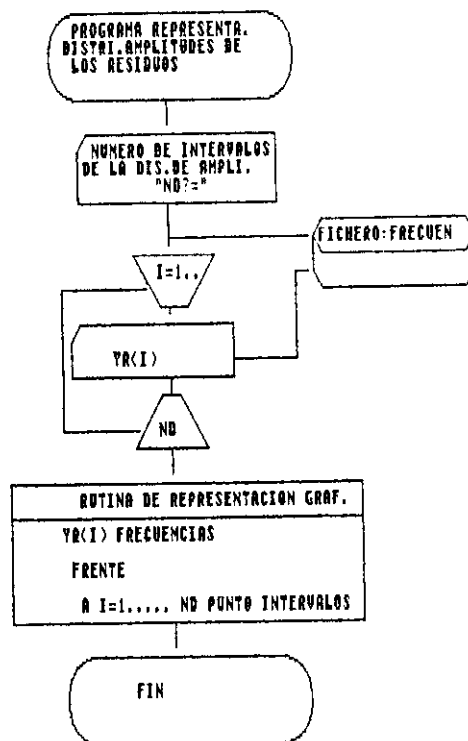 PROGRAMA REPRESENTA.
DISTRI.AMPLITUDES DE
LOS RESIDUOS
NUMERO DE INTERVALOS
DE LA DIS.DE AMPLI.
"ND?="
FICHERO:FRECUEN
I=1..
YR(I)
ND
RUTINA DE REPRESENTACION GRAF.
YR(I) FRECUENCIAS
FRENTE
A I=1..... ND PUNTO INTERVALOS
FIN